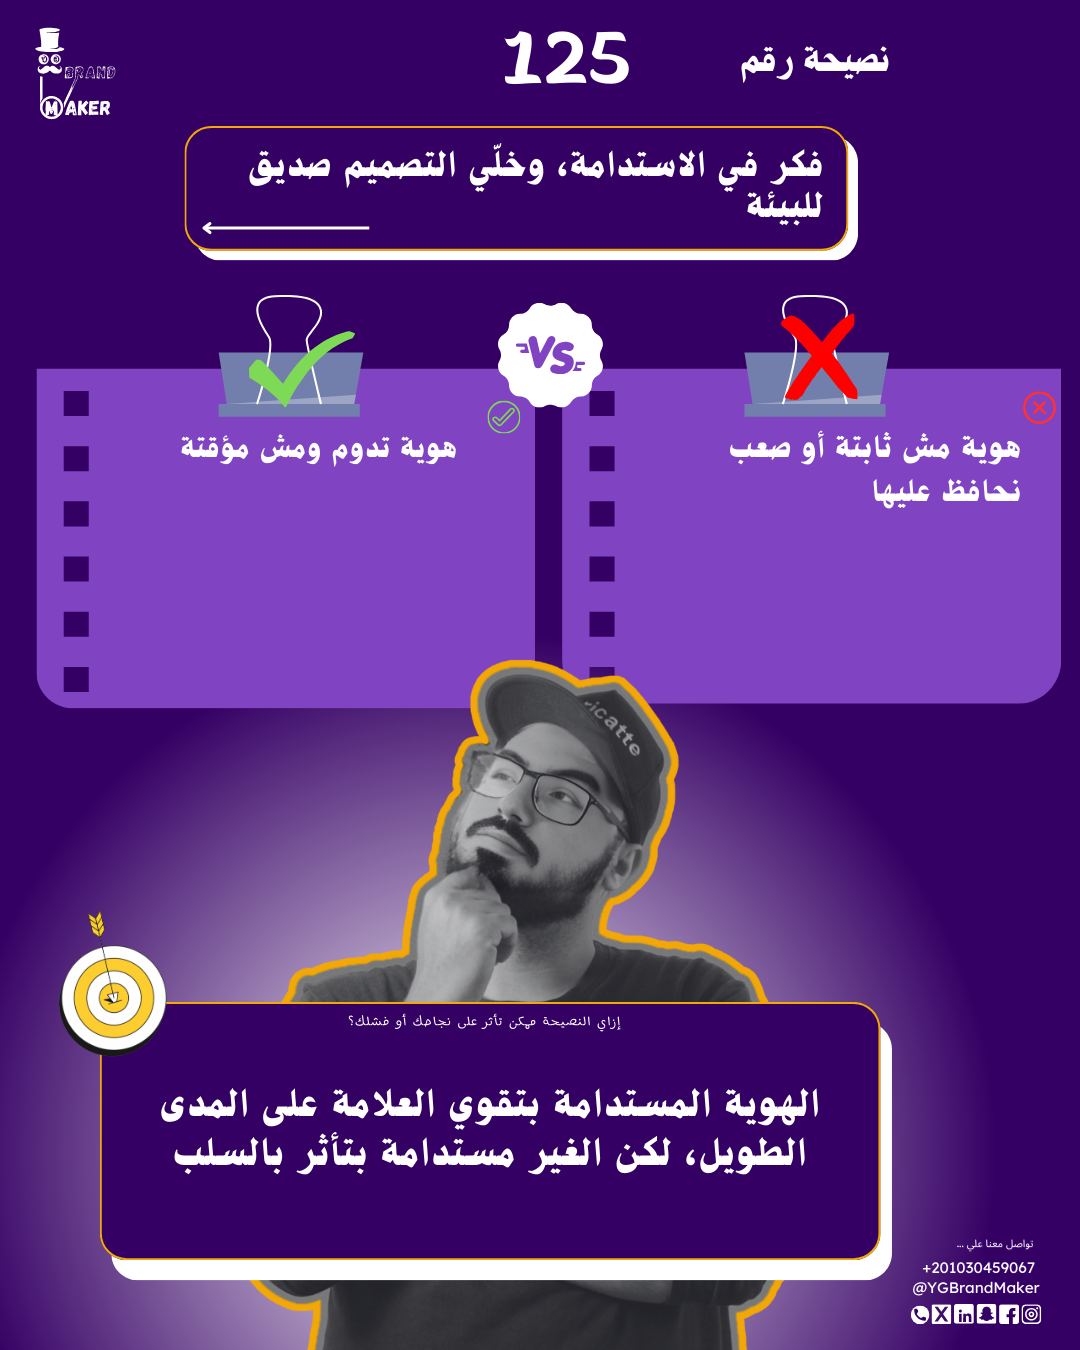 BRAND
MAKER
نصيحة رقم 125
فكر في الاستدامة، وخلّي التصميم صديق
للبيئة
VS
هوية مش ثابتة أو صعب
نحافظ عليها
هوية تدوم ومش مؤقتة
icatte
إزاي النصيحة ممكن تأثر على نجاحك أو فشلك؟
الهوية المستدامة بتقوي العلامة على المدى
الطويل، لكن الغير مستدامة بتأثر بالسلب
تواصل معنا علي ...
+201030459067
@YGBrandMaker